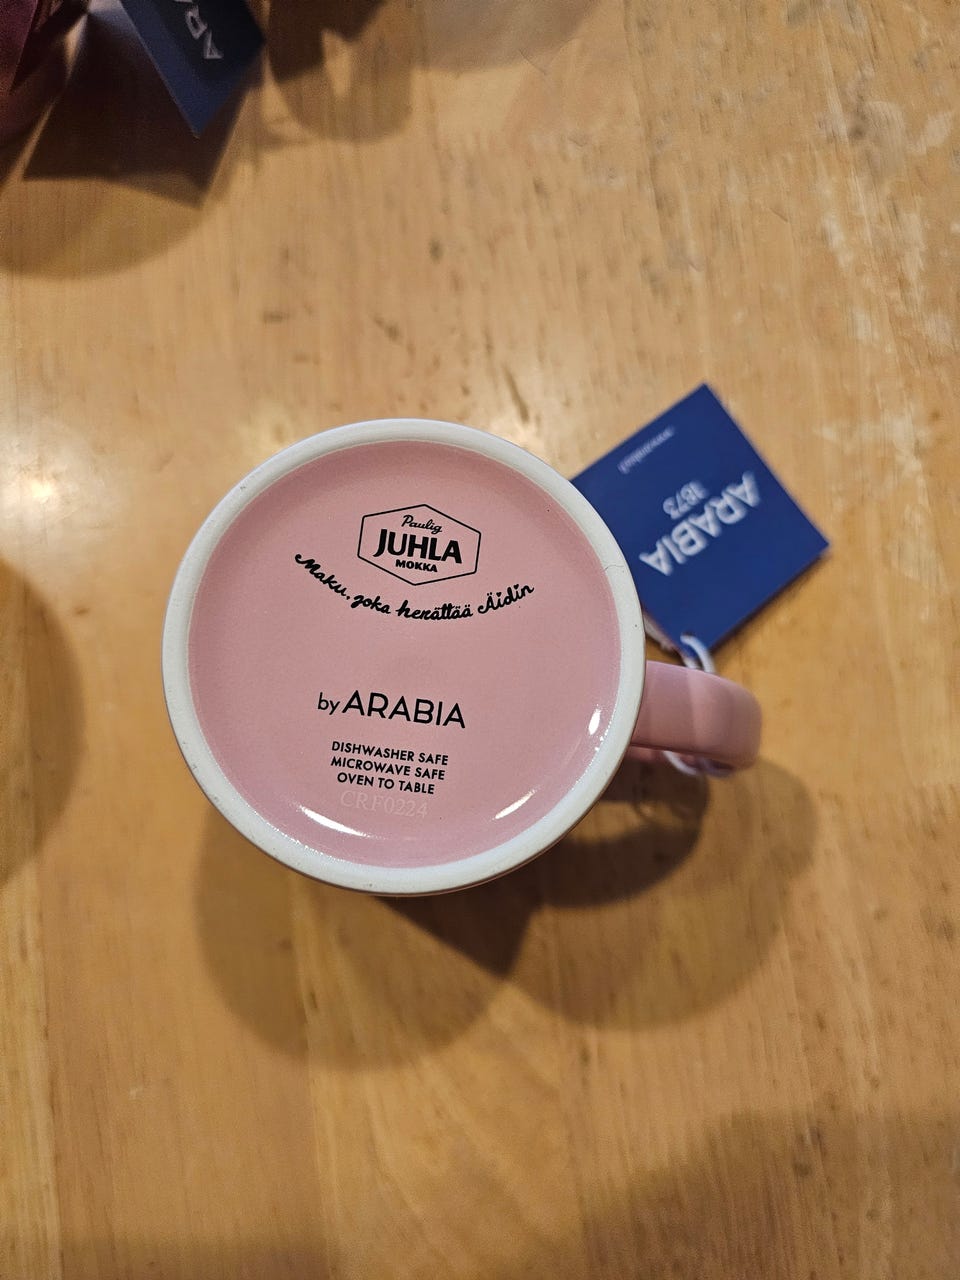 AR
Paulig
JUHLA
MOKKA
Maku, joka herättää Äidin
by ARABIA
DISHWASHER SAFE
MICROWAVE SAFE
OVEN TO TABLE
CRF0224
ARABIA
1873